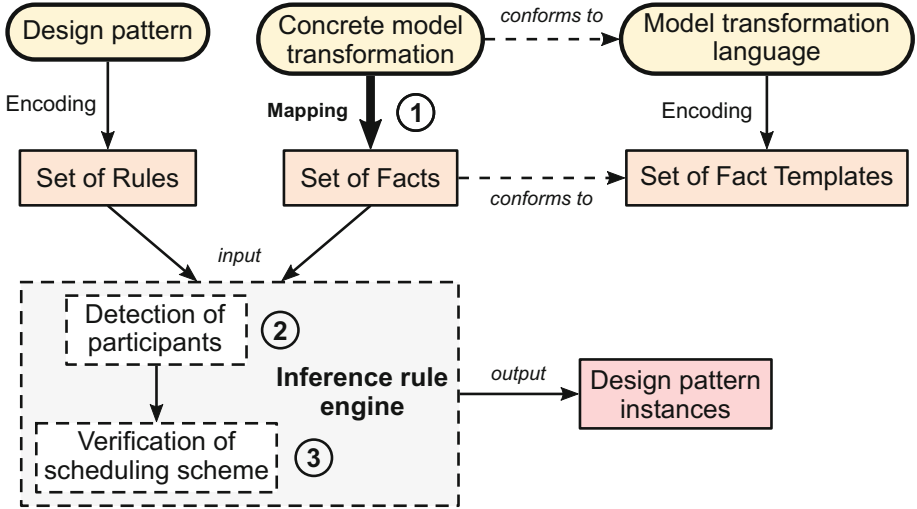 Design pattern
Concrete model
transformation
conforms to
Model transformation
language
Encoding
Mapping
1
Encoding
Set of Rules
Set of Facts
conforms to
Set of Fact Templates
input
Detection of
participants
2
Inference rule
engine
output
Design pattern
instances
Verification of
scheduling scheme
3